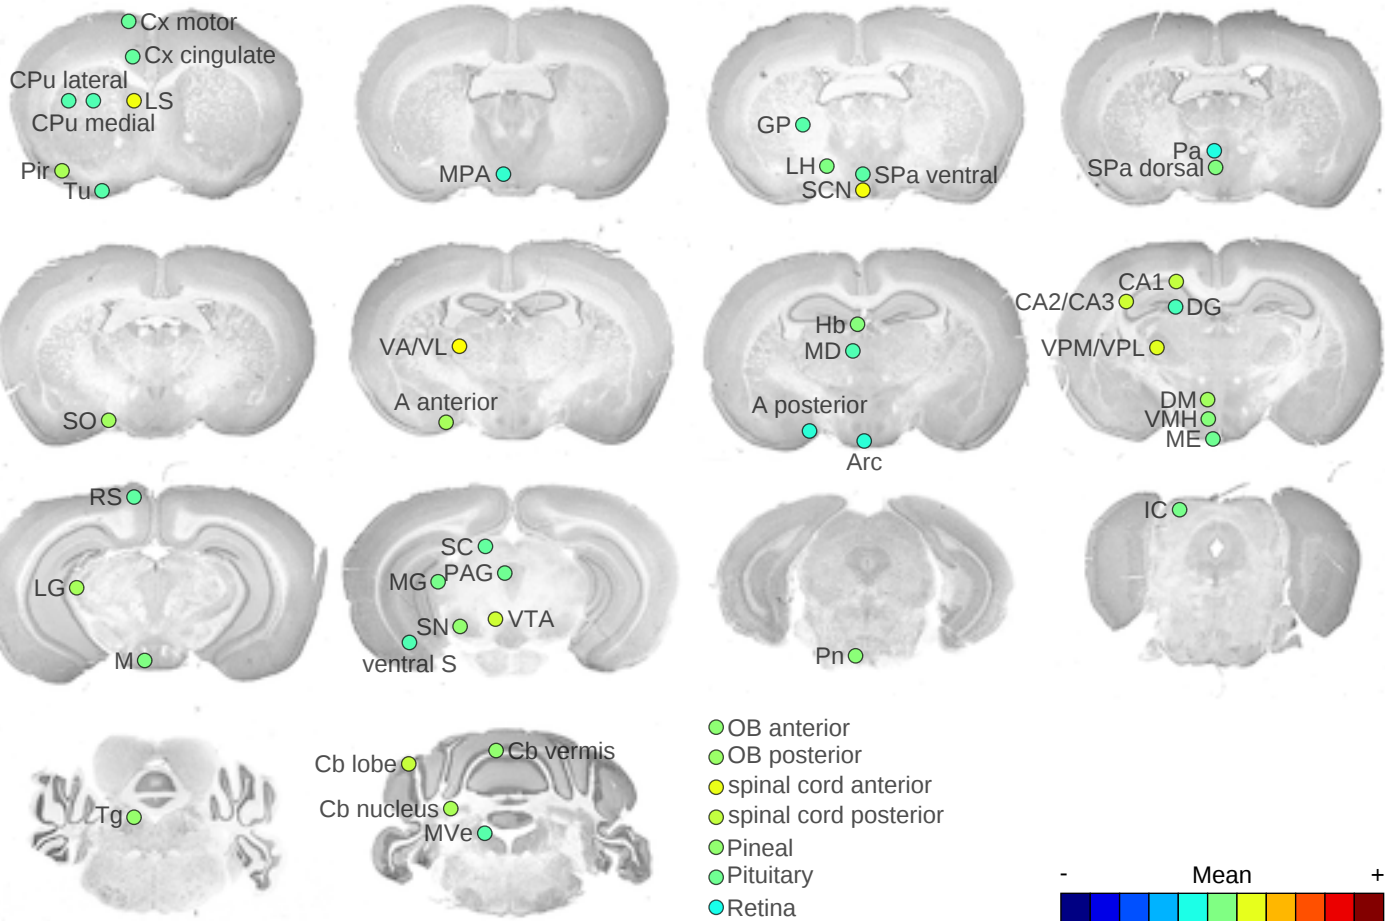 Cx motor
Cx cingulate
CPu lateral
LS
CPu medial
Pir
Tu
MPA
GP
LH
SPa ventral
SCN
Pa
SPa dorsal
SO
VA/VL
A anterior
Hb
MD
A posterior
Arc
CA1
CA2/CA3
DG
VPM/VPL
DM
VMH
ME
RS
LG
M
SC
PAG
MG
VTA
SN
ventral S
Pn
IC
Tg
Cb vermis
Cb lobe
Cb nucleus
MVe
OB anterior
OB posterior
spinal cord anterior
spinal cord posterior
Pineal
Pituitary
Retina
- Mean +